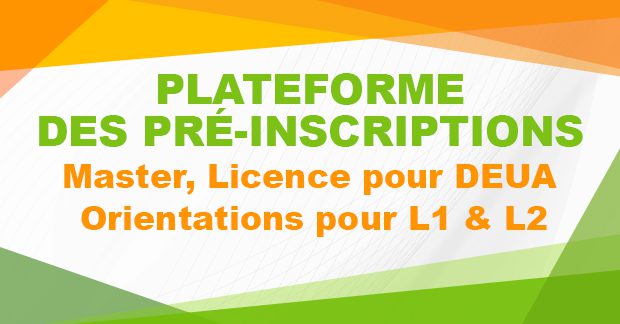 PLATEFORME
DES PRÉ-INSCRIPTIONS
Master, Licence pour DEUA
Orientations pour L1 & L2